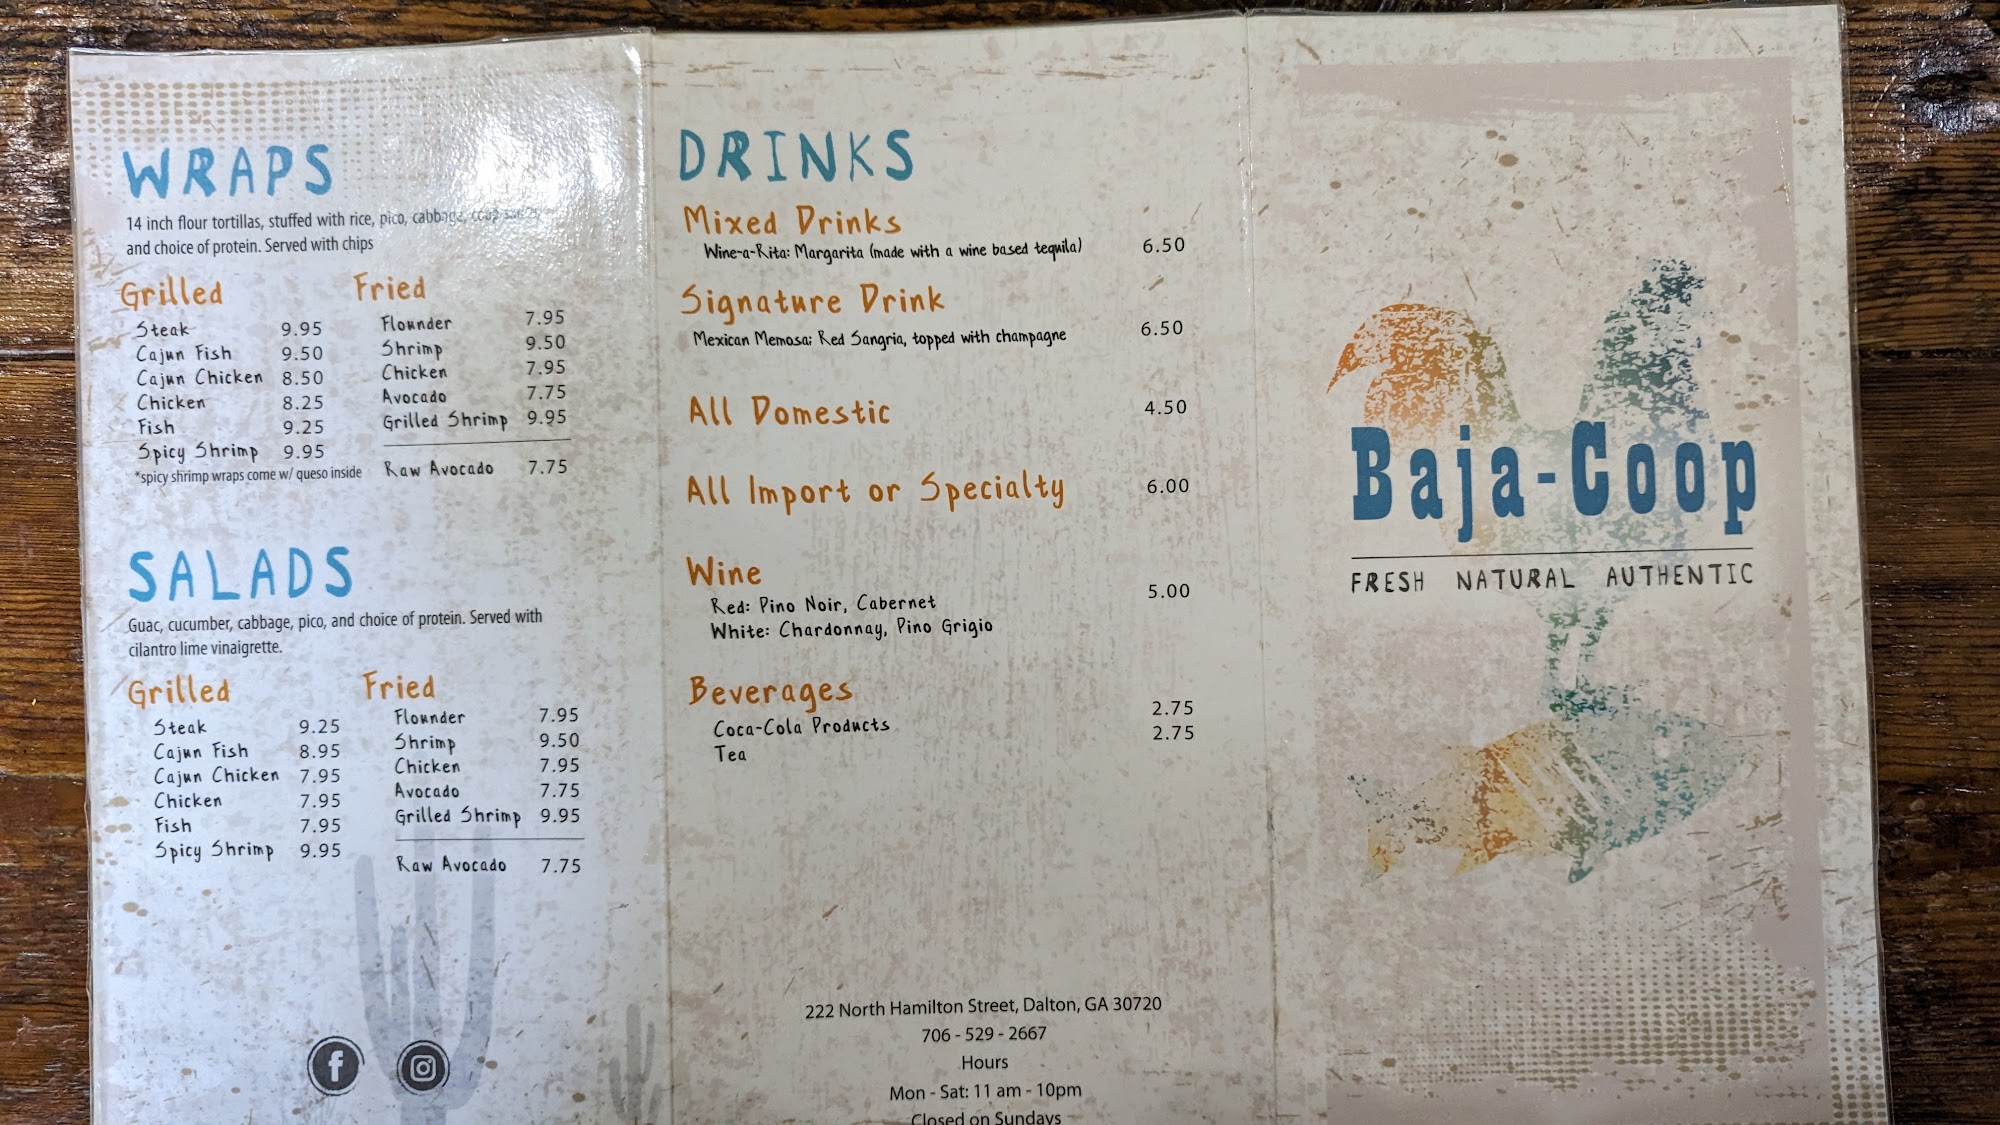 WRAPS
14 inch flour tortillas, stuffed with rice, pico, cabbage, coop sauce,
and choice of protein. Served with chips
Grilled
Steak 9.95
Cajun Fish 9.50
Cajun Chicken 8.50
Chicken 8.25
Fish 9.25
Spicy Shrimp 9.95
*spicy shrimp wraps come w/ queso inside
Fried
Flounder 7.95
Shrimp 9.50
Chicken 7.95
Avocado 7.75
Grilled Shrimp 9.95
Raw Avocado 7.75
SALADS
Guac, cucumber, cabbage, pico, and choice of protein. Served with
cilantro lime vinaigrette.
Grilled
Steak 9.25
Cajun Fish 8.95
Cajun Chicken 7.95
Chicken 7.95
Fish 7.95
Spicy Shrimp 9.95
Fried
Flounder 7.95
Shrimp 9.50
Chicken 7.95
Avocado 7.75
Grilled Shrimp 9.95
Raw Avocado 7.75
DRINKS
Mixed Drinks
Wine-a-Rita: Margarita (made with a wine based tequila) 6.50
Signature Drink
Mexican Memosa: Red Sangria, topped with champagne 6.50
All Domestic 4.50
All Import or Specialty 6.00
Wine
Red: Pino Noir, Cabernet 5.00
White: Chardonnay, Pino Grigio
Beverages
Coca-Cola Products 2.75
Tea 2.75
222 North Hamilton Street, Dalton, GA 30720
706 - 529 - 2667
Hours
Mon - Sat: 11 am - 10pm
Closed on Sundays
Baja-Coop
FRESH NATURAL AUTHENTIC